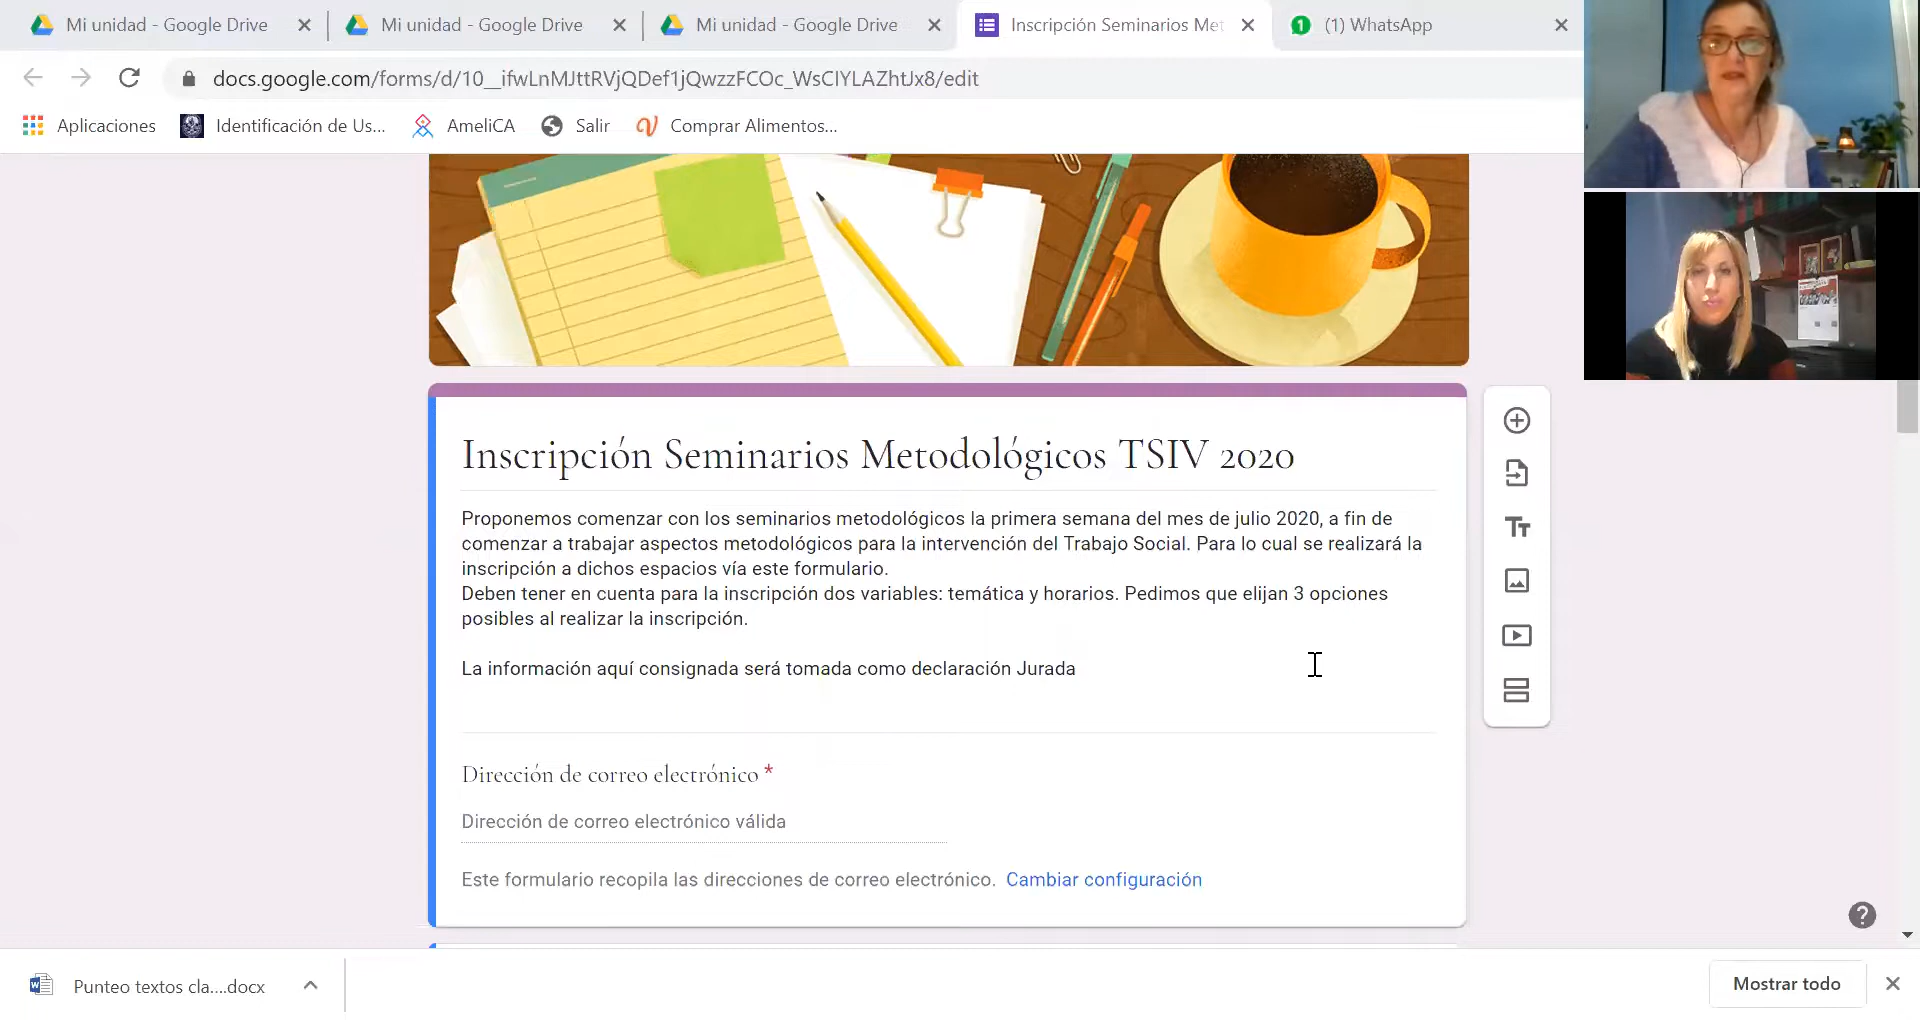 Mi unidad - Google Drive
Mi unidad - Google Drive
Mi unidad - Google Drive
Inscripción Seminarios Met
(1) WhatsApp
docs.google.com/forms/d/10__ifwLnMJttRVjQDef1jQwzzFCOc_WsCIYLAZhtJx8/edit
Aplicaciones
Identificación de Us...
AmeliCA
Salir
Comprar Alimentos...
Inscripción Seminarios Metodológicos TSIV 2020
Proponemos comenzar con los seminarios metodológicos la primera semana del mes de julio 2020, a fin de
comenzar a trabajar aspectos metodológicos para la intervención del Trabajo Social. Para lo cual se realizará la
inscripción a dichos espacios vía este formulario.
Deben tener en cuenta para la inscripción dos variables: temática y horarios. Pedimos que elijan 3 opciones
posibles al realizar la inscripción.
La información aquí consignada será tomada como declaración Jurada
Dirección de correo electrónico *
Dirección de correo electrónico válida
Este formulario recopila las direcciones de correo electrónico. Cambiar configuración
Punteo textos cla....docx
Mostrar todo